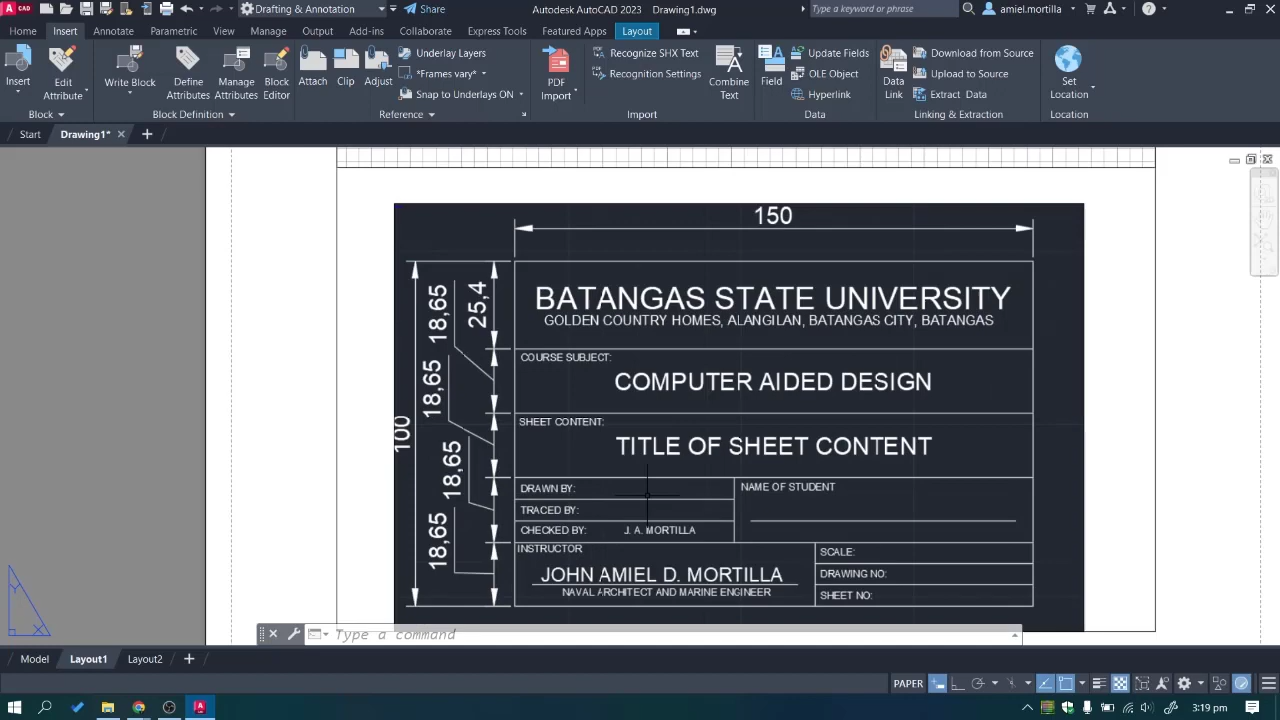 Drafting & Annotation
Share
Autodesk AutoCAD 2023 Drawing1.dwg
Type a keyword or phrase
amiel.mortilla
Home Insert Annotate Parametric View Manage Output Add-ins Collaborate Express Tools Featured Apps Layout
Insert
Edit
Attribute
Write Block
Define
Attributes
Manage
Attributes
Block
Editor
Attach
Clip
Adjust
Underlay Layers
*Frames vary*
Snap to Underlays ON
PDF
Import
Recognize SHX Text
Recognition Settings
Combine
Text
Field
Update Fields
OLE Object
Hyperlink
Data
Link
Download from Source
Upload to Source
Extract Data
Set
Location
Block Block Definition Reference Import Data Linking & Extraction Location
Start Drawing1*
150
100
25,4
18,65
18,65
18,65
18,65
BATANGAS STATE UNIVERSITY
GOLDEN COUNTRY HOMES, ALANGILAN, BATANGAS CITY, BATANGAS
COURSE SUBJECT:
COMPUTER AIDED DESIGN
SHEET CONTENT:
TITLE OF SHEET CONTENT
DRAWN BY:
TRACED BY:
CHECKED BY: J. A. MORTILLA
NAME OF STUDENT
INSTRUCTOR
JOHN AMIEL D. MORTILLA
NAVAL ARCHITECT AND MARINE ENGINEER
SCALE:
DRAWING NO:
SHEET NO:
Y
X
Type a command
Model Layout1 Layout2
PAPER
3:19 pm